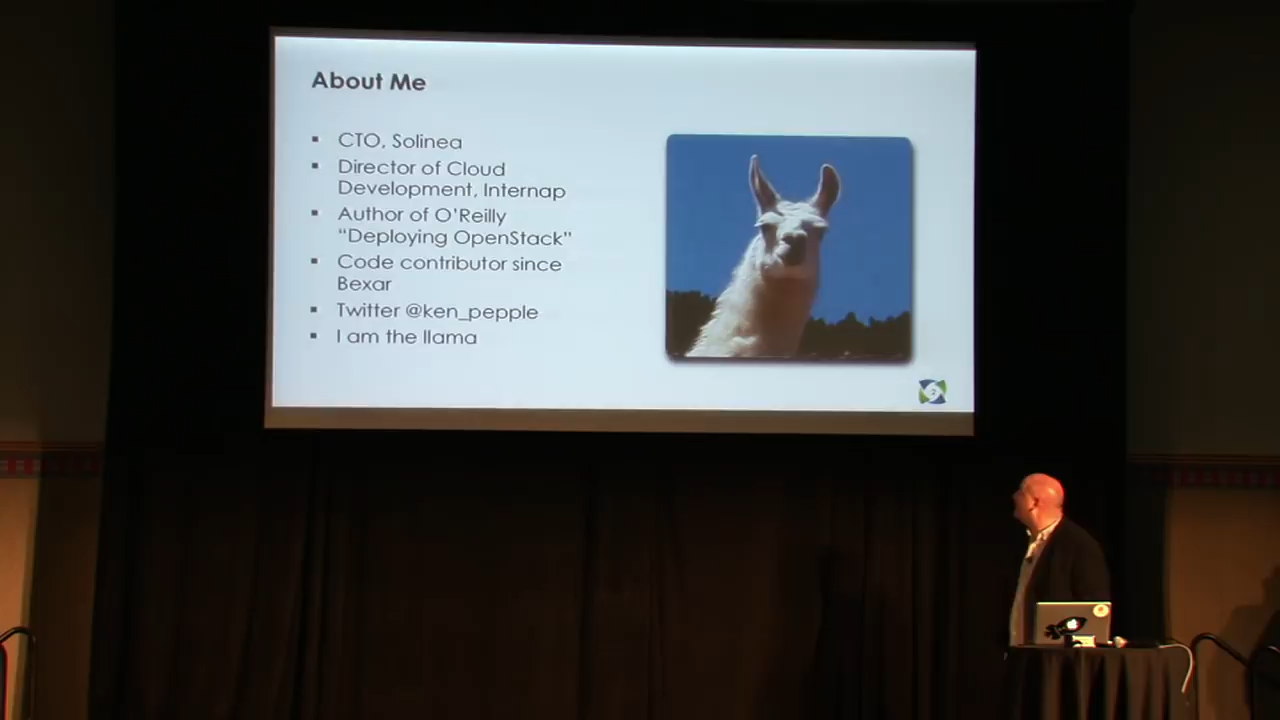 About Me
CTO, Solinea
Director of Cloud
Development, Internap
Author of O'Reilly
“Deploying OpenStack”
Code contributor since
Bexar
Twitter @ken_pepple
I am the llama
2